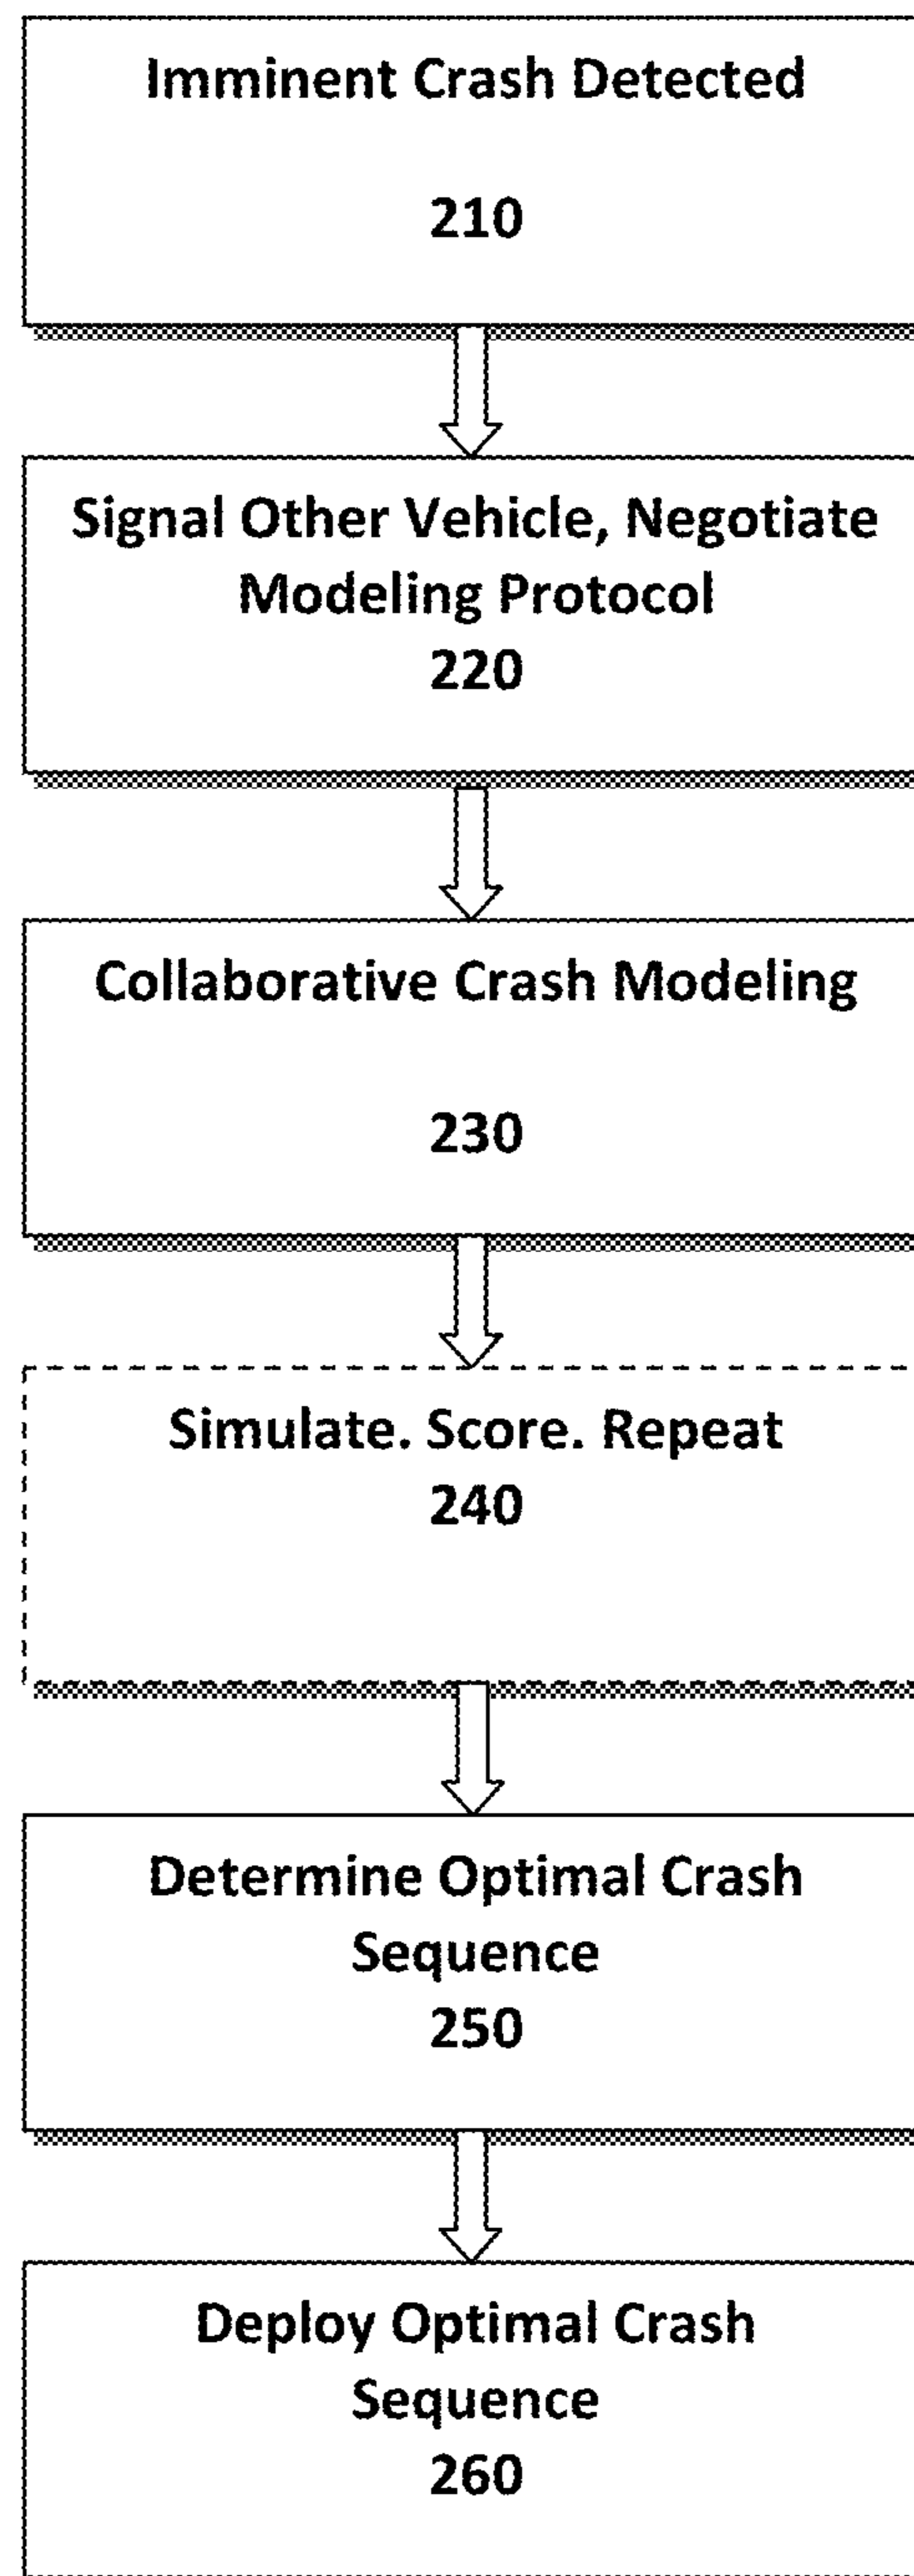 Imminent Crash Detected
210
Signal Other Vehicle, Negotiate
Modeling Protocol
220
Collaborative Crash Modeling
230
Simulate. Score. Repeat
240
Determine Optimal Crash
Sequence
250
Deploy Optimal Crash
Sequence
260